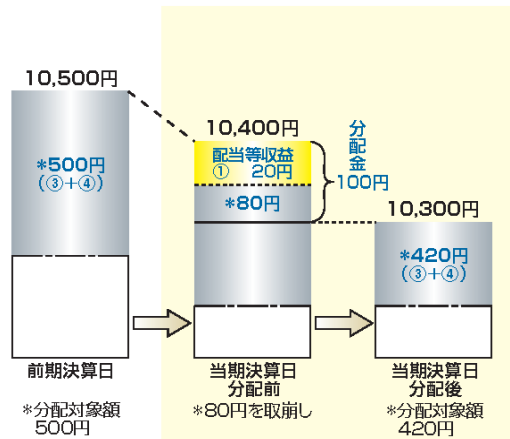 10,500円
*500円
(③+④)
前期決算日
*分配対象額
500円
10,400円
配当等収益
① 20円
*80円
分配金
100円
当期決算日
分配前
*80円を取崩し
10,300円
*420円
(③+④)
当期決算日
分配後
*分配対象額
420円